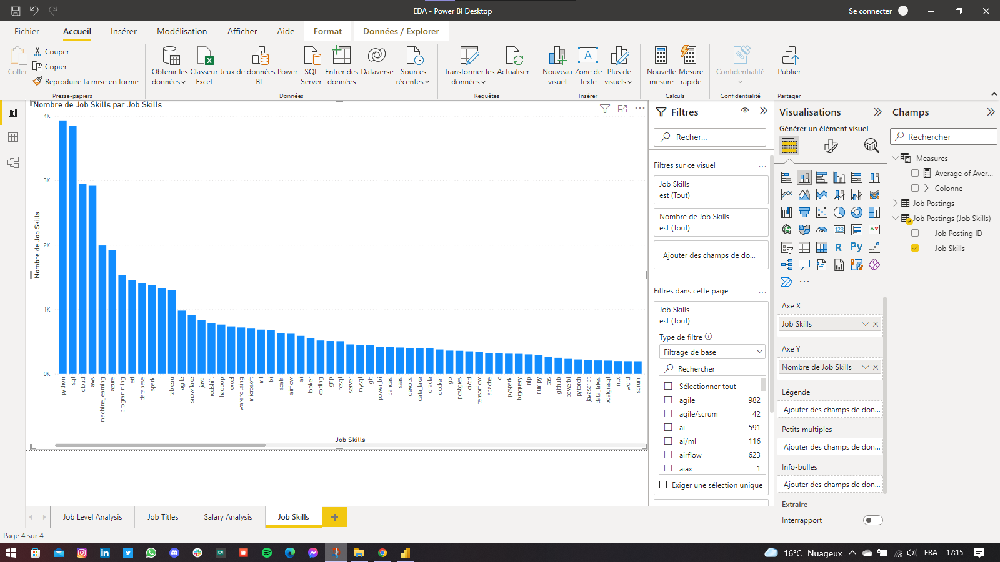 EDA - Power BI Desktop
Se connecter
Fichier
Accueil
Insérer
Modélisation
Afficher
Aide
Format
Données / Explorer
Coller
Couper
Copier
Reproduire la mise en forme
Presse-papiers
Obtenir les données
Classeur Excel
Jeux de données Power BI
SQL Server
Entrer des données
Dataverse
Sources récentes
Données
Transformer les données
Actualiser
Requêtes
Nouveau visuel
Zone de texte
Plus de visuels
Insérer
Nouvelle mesure
Mesure rapide
Calculs
Confidentialité
Confidentialité
Publier
Partager
Nombre de Job Skills par Job Skills
4K
3K
2K
1K
0K
Nombre de Job Skills
python
sql
cloud
aws
machine_learning
azure
programming
etl
database
spark
r
tableau
agile
snowflake
java
redshift
hadoop
excel
warehousing
microsoft
ml
bi
scala
airflow
ai
looker
coding
gcp
nosql
server
mysql
git
power_bi
pandas
saas
devops
data_lake
oracle
docker
go
postgres
ci/cd
tensorflow
apache
c
pyspark
bigquery
nlp
numpy
sas
github
powerbi
pytorch
javascript
data_lakes
postgresql
linux
word
scrum
Job Skills
Filtres
Recher...
Filtres sur ce visuel
...
Job Skills
est (Tout)
Nombre de Job Skills
est (Tout)
Ajouter des champs de do...
Filtres dans cette page
...
Job Skills
est (Tout)
Type de filtre
Filtrage de base
Rechercher
Sélectionner tout
agile 982
agile/scrum 42
ai 591
ai/ml 116
airflow 623
aiax 1
Exiger une sélection unique
Visualisations
Générer un élément visuel
123
R
Py
...
Axe X
Job Skills
Axe Y
Nombre de Job Skills
Légende
Ajouter des champs de don...
Petits multiples
Ajouter des champs de don...
Info-bulles
Ajouter des champs de don...
Extraire
Interrapport
Champs
Rechercher
_Measures
Average of Aver...
Colonne
Job Postings
Job Postings (Job Skills)
Job Posting ID
Job Skills
Job Level Analysis
Job Titles
Salary Analysis
Job Skills
Page 4 sur 4
16°C Nuageux
FRA
17:15